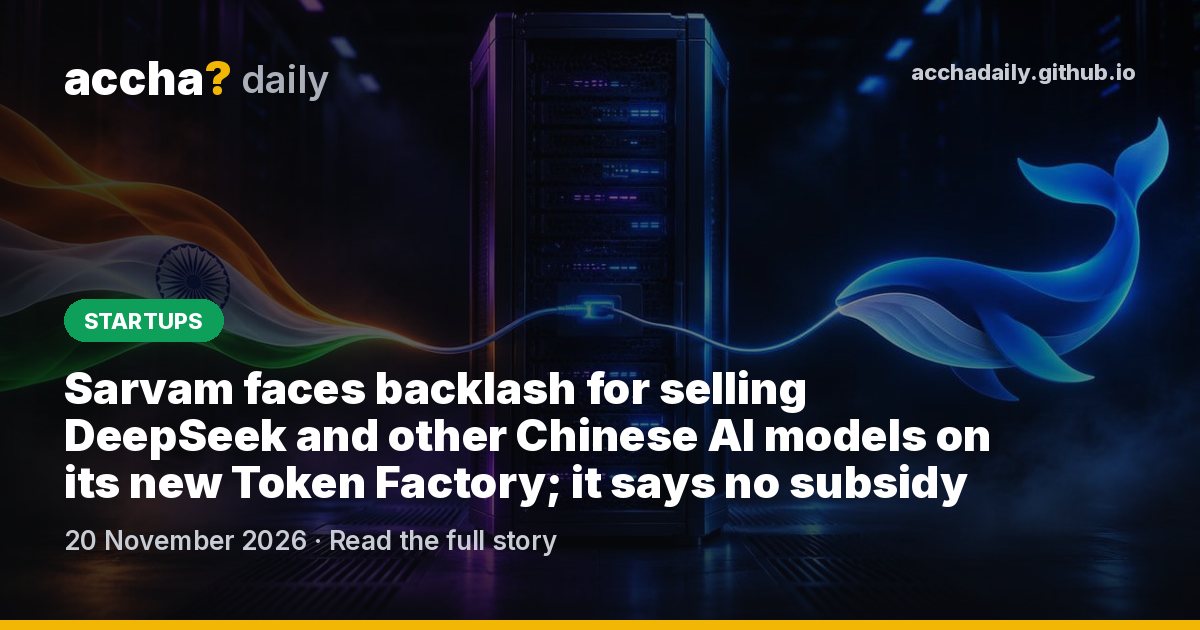 accha? daily
acchadaily.github.io
STARTUPS
Sarvam faces backlash for selling
DeepSeek and other Chinese AI models on
its new Token Factory; it says no subsidy
20 November 2026 · Read the full story